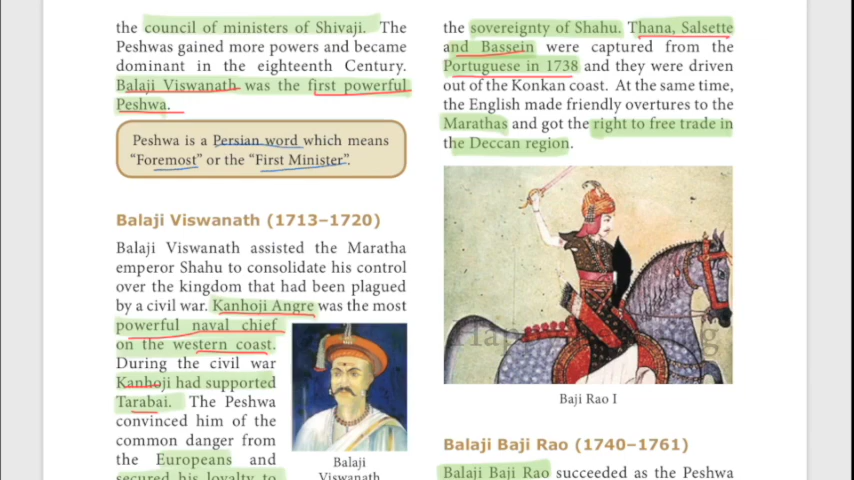 the council of ministers of Shivaji. The
Peshwas gained more powers and became
dominant in the eighteenth Century.
Balaji Viswanath was the first powerful
Peshwa.
Peshwa is a Persian word which means
“Foremost” or the “First Minister”.
Balaji Viswanath (1713–1720)
Balaji Viswanath assisted the Maratha
emperor Shahu to consolidate his control
over the kingdom that had been plagued
by a civil war. Kanhoji Angre was the most
powerful naval chief
on the western coast.
During the civil war
Kanhoji had supported
Tarabai. The Peshwa
convinced him of the
common danger from
the Europeans and
secured his loyalty to
Balaji
Viswanath
the sovereignty of Shahu. Thana, Salsette
and Bassein were captured from the
Portuguese in 1738 and they were driven
out of the Konkan coast. At the same time,
the English made friendly overtures to the
Marathas and got the right to free trade in
the Deccan region.
Baji Rao I
Balaji Baji Rao (1740–1761)
Balaji Baji Rao succeeded as the Peshwa